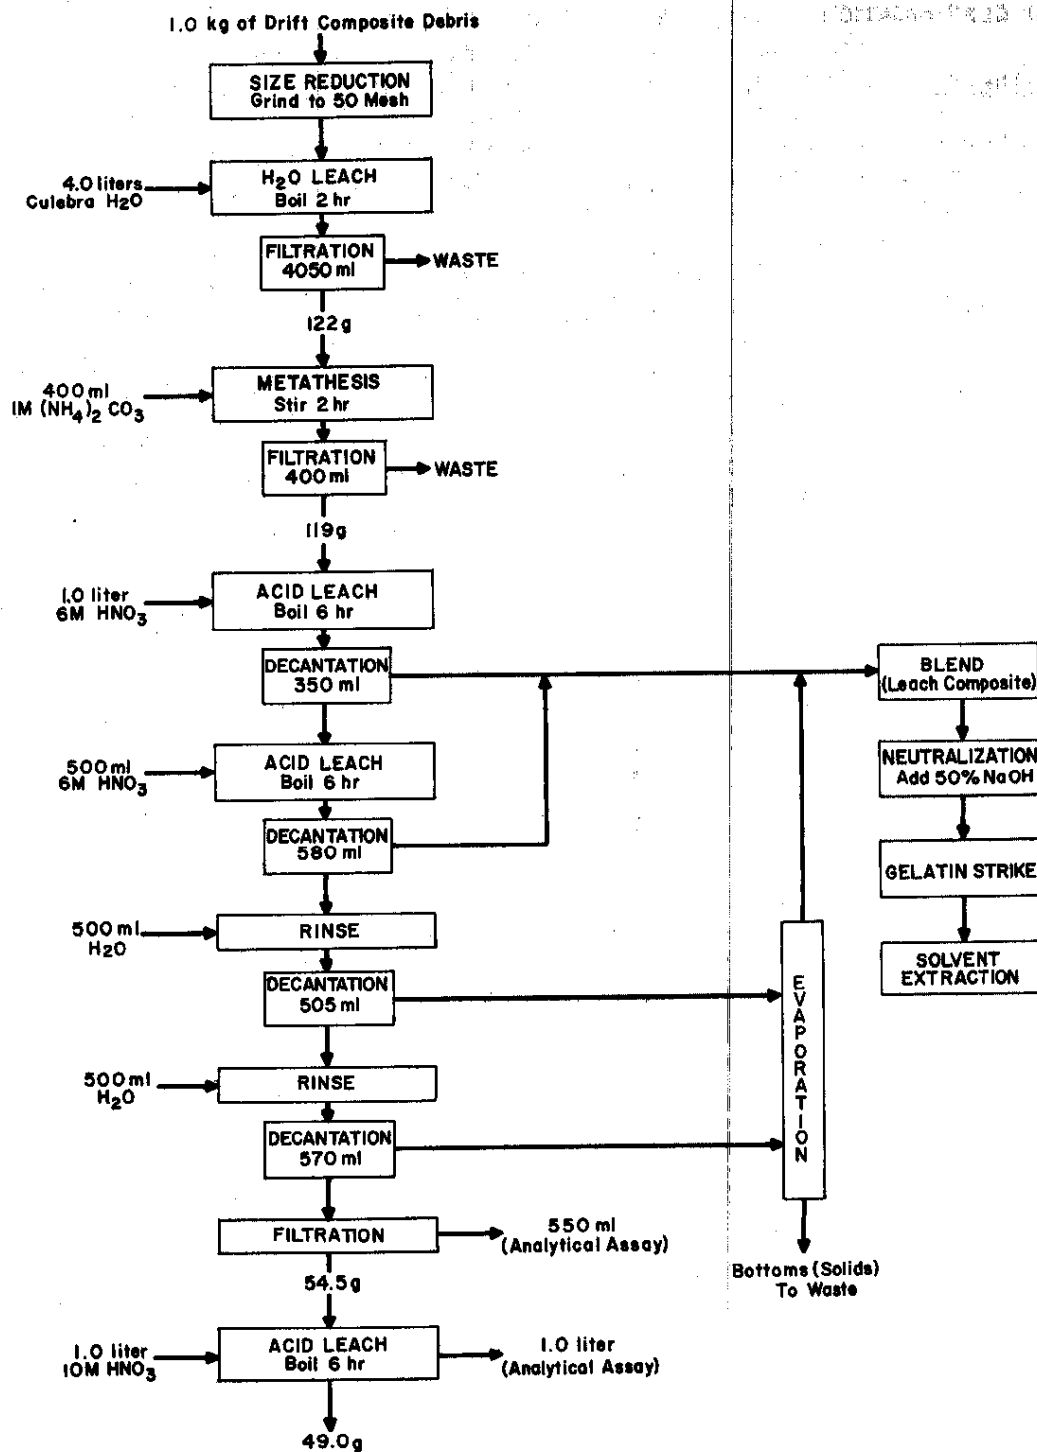 1.0 kg of Drift Composite Debris
SIZE REDUCTION
Grind to 50 Mesh
4.0 liters
Culebra H2O
H2O LEACH
Boil 2 hr
FILTRATION
4050 ml
WASTE
122g
400 ml
1M (NH4)2 CO3
METATHESIS
Stir 2 hr
FILTRATION
400 ml
WASTE
119g
1.0 liter
6M HNO3
ACID LEACH
Boil 6 hr
DECANTATION
350 ml
BLEND
(Leach Composite)
500 ml
6M HNO3
ACID LEACH
Boil 6 hr
NEUTRALIZATION
Add 50% NaOH
DECANTATION
580 ml
GELATIN STRIKE
500 ml
H2O
RINSE
SOLVENT
EXTRACTION
DECANTATION
505 ml
EVAPORATION
500 ml
H2O
RINSE
DECANTATION
570 ml
FILTRATION
550 ml
(Analytical Assay)
54.5g
Bottoms (Solids)
To Waste
1.0 liter
10M HNO3
ACID LEACH
Boil 6 hr
1.0 liter
(Analytical Assay)
49.0g